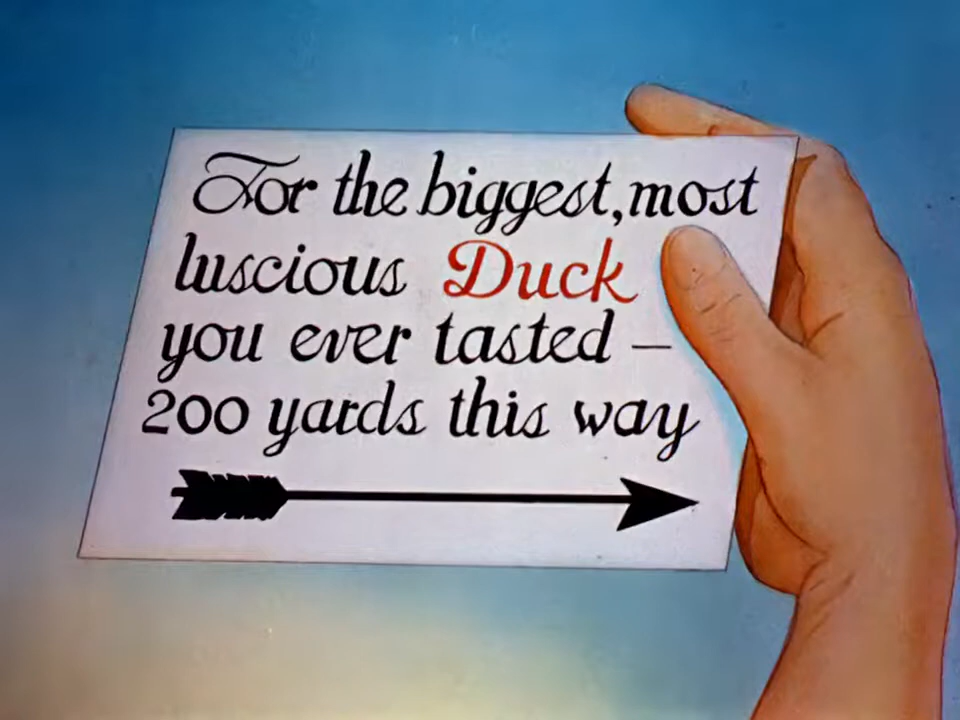 For the biggest, most
luscious Duck
you ever tasted –
200 yards this way